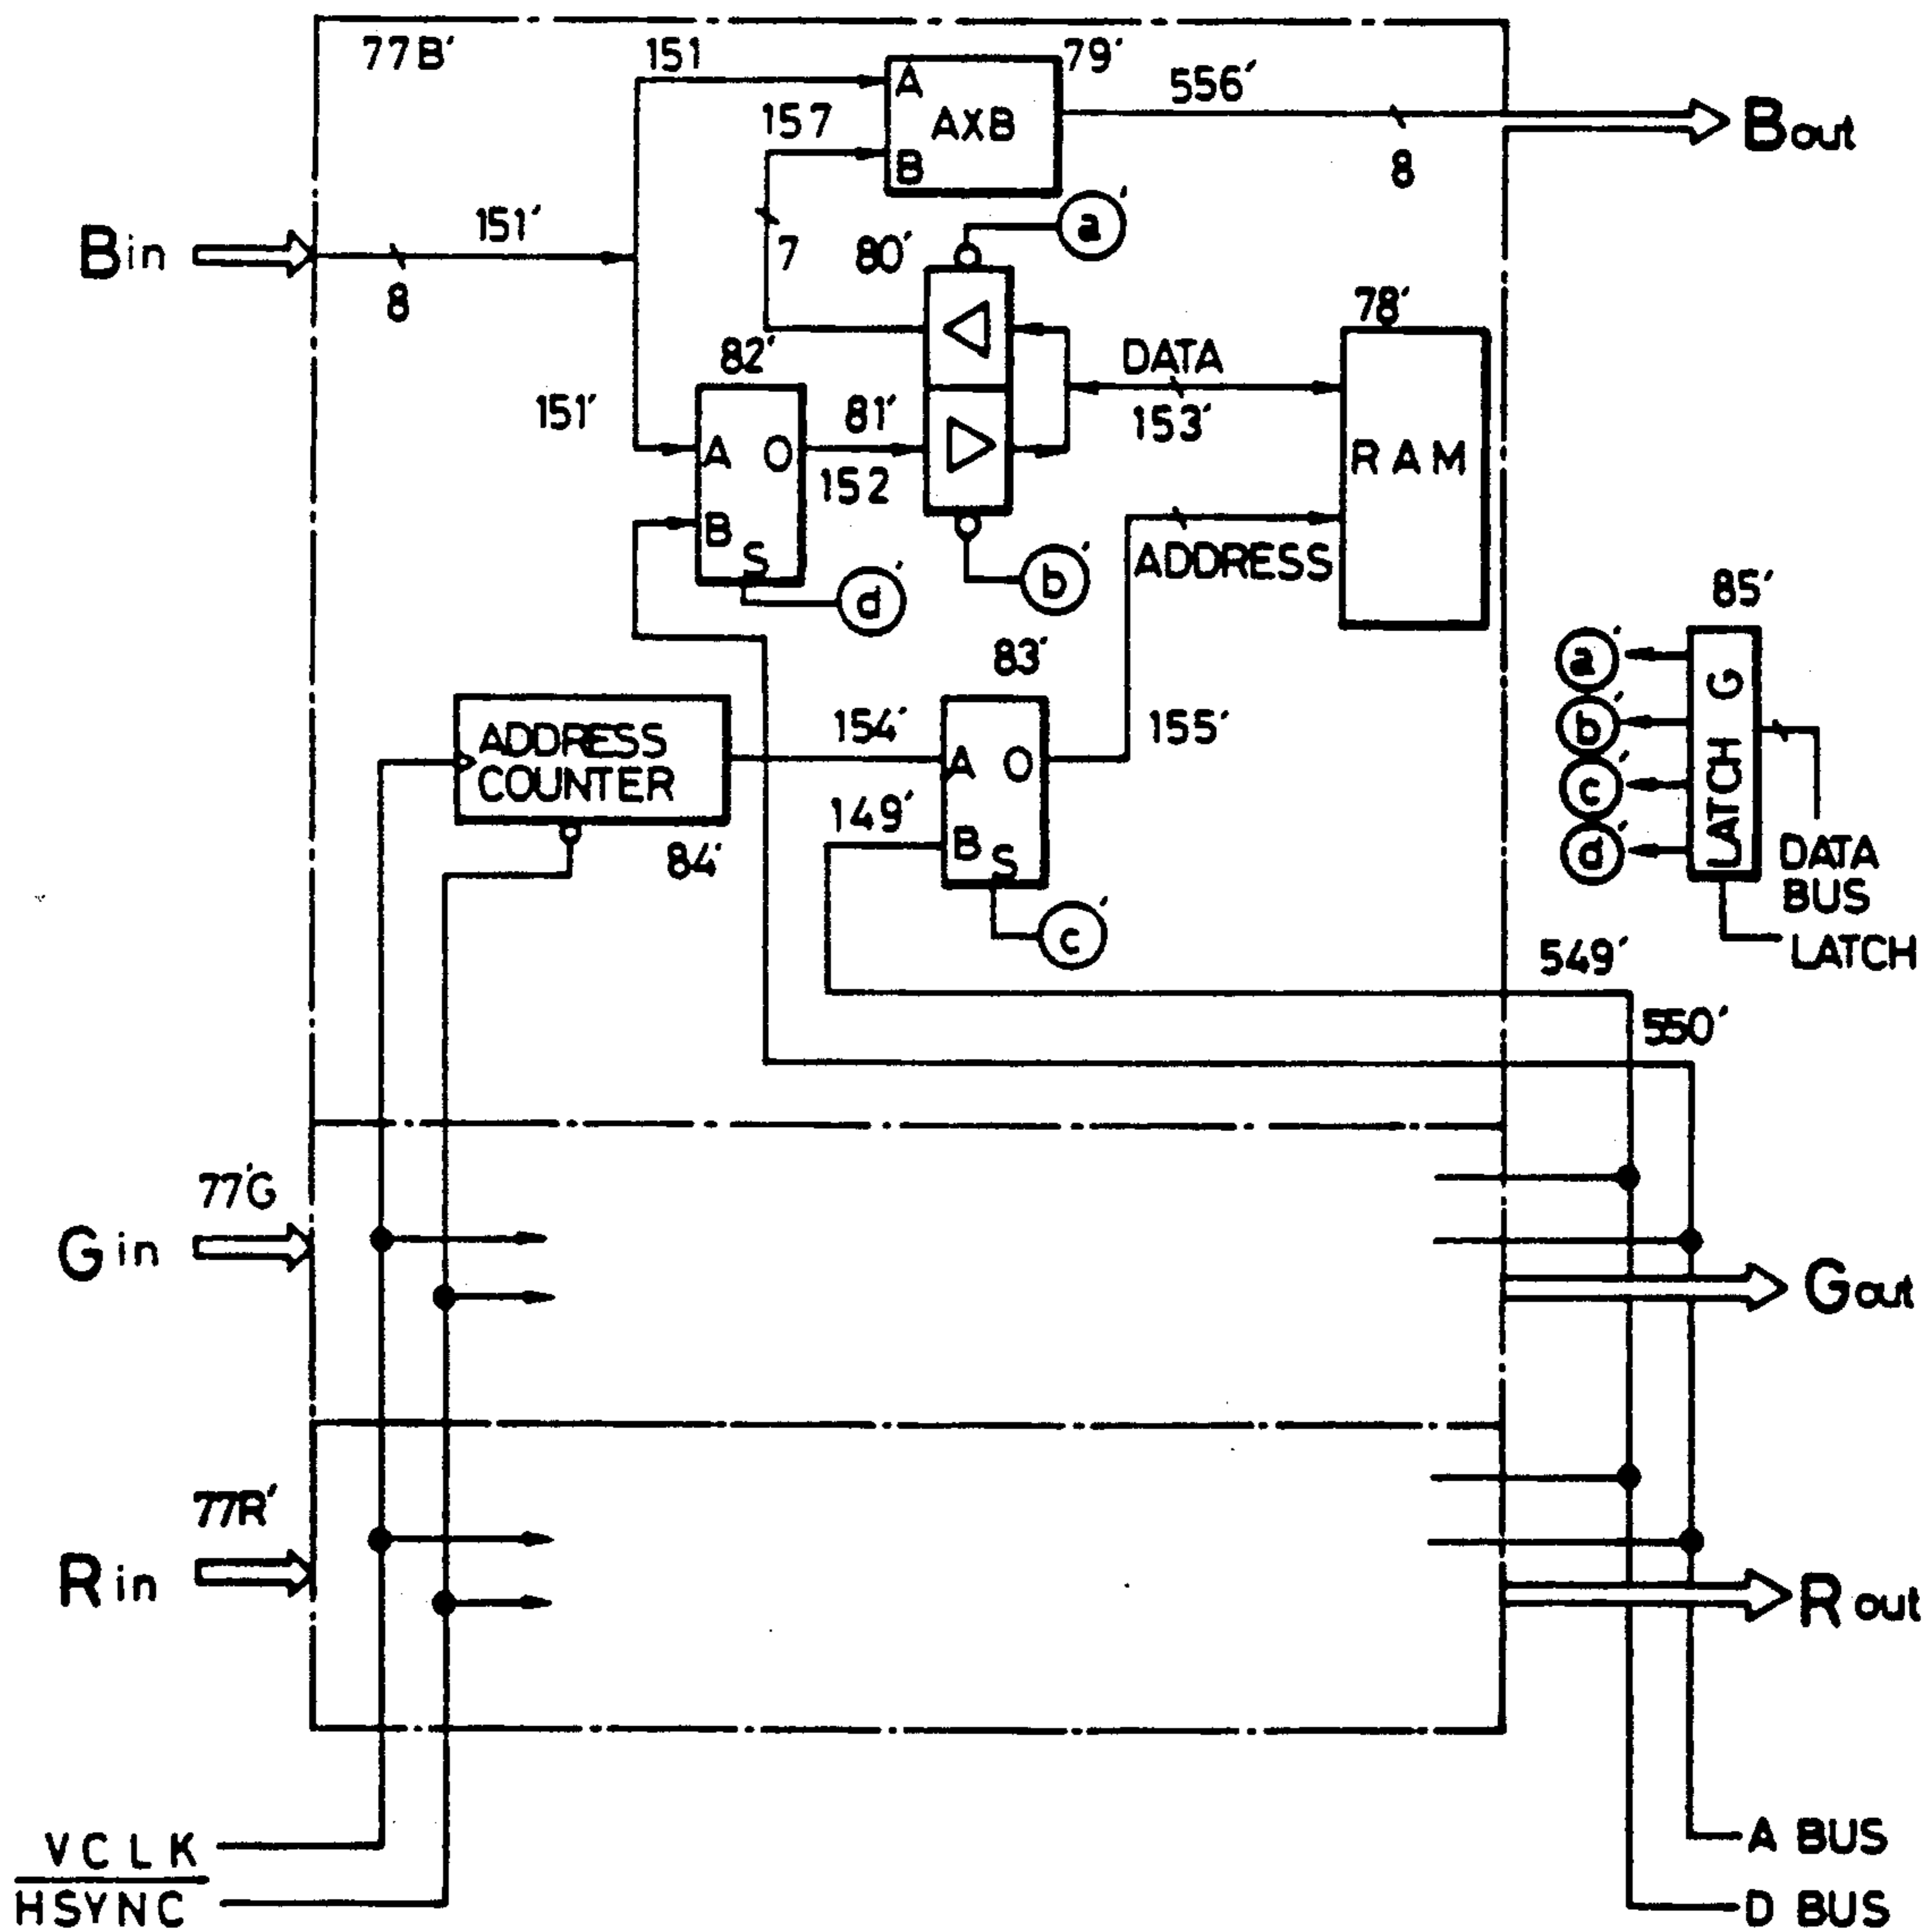 77B′
151
79′
556′
A
AXB
B
157
8
Bout
Bin
151′
8
7
80′
a′
78′
82′
DATA
153′
151′
81′
A O
152
RAM
B
S
ADDRESS
d′
b′
85′
83′
a′
b′
c′
d′
LATCH G
ADDRESS
COUNTER
154′
A O
155′
149′
B
S
84′
DATA
BUS
c′
LATCH
549′
550′
77′G
Gin
Gout
77R′
Rin
Rout
VCLK
HSYNC
A BUS
D BUS